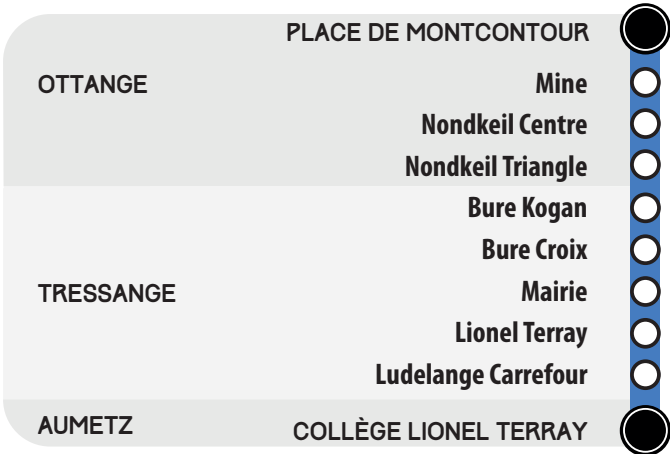 PLACE DE MONTCONTOUR
OTTANGE Mine
Nondkeil Centre
Nondkeil Triangle
Bure Kogan
Bure Croix
TRESSANGE Mairie
Lionel Terray
Ludelange Carrefour
AUMETZ COLLÈGE LIONEL TERRAY